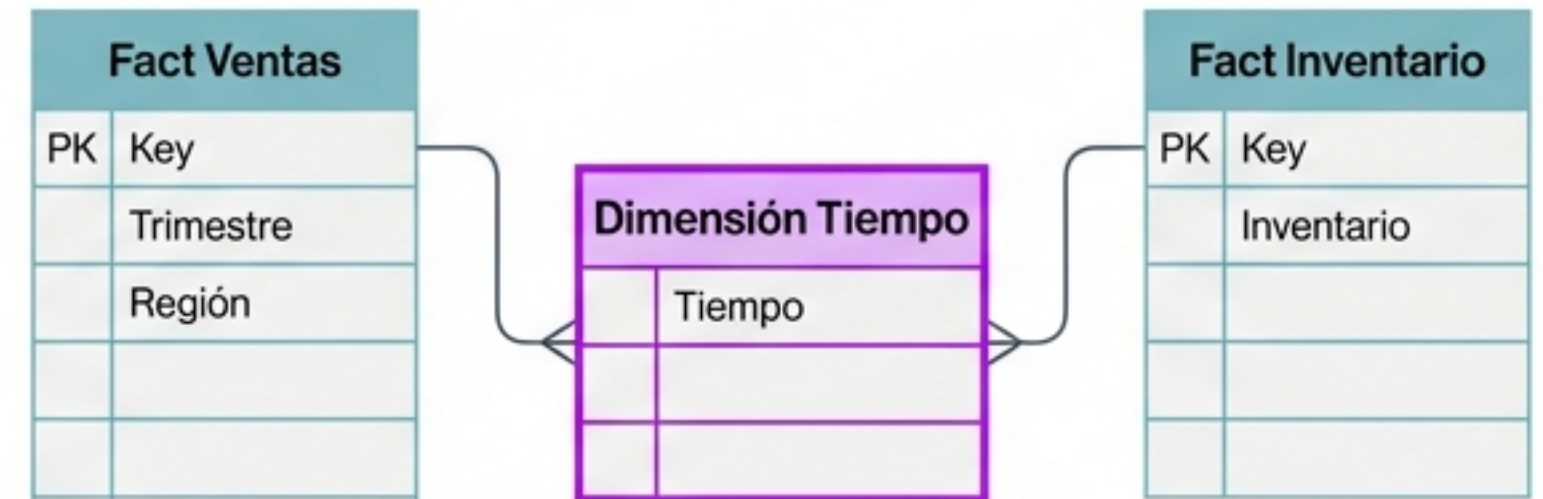 Fact Ventas
PK Key
Trimestre
Región
Dimensión Tiempo
Tiempo
Fact Inventario
PK Key
Inventario